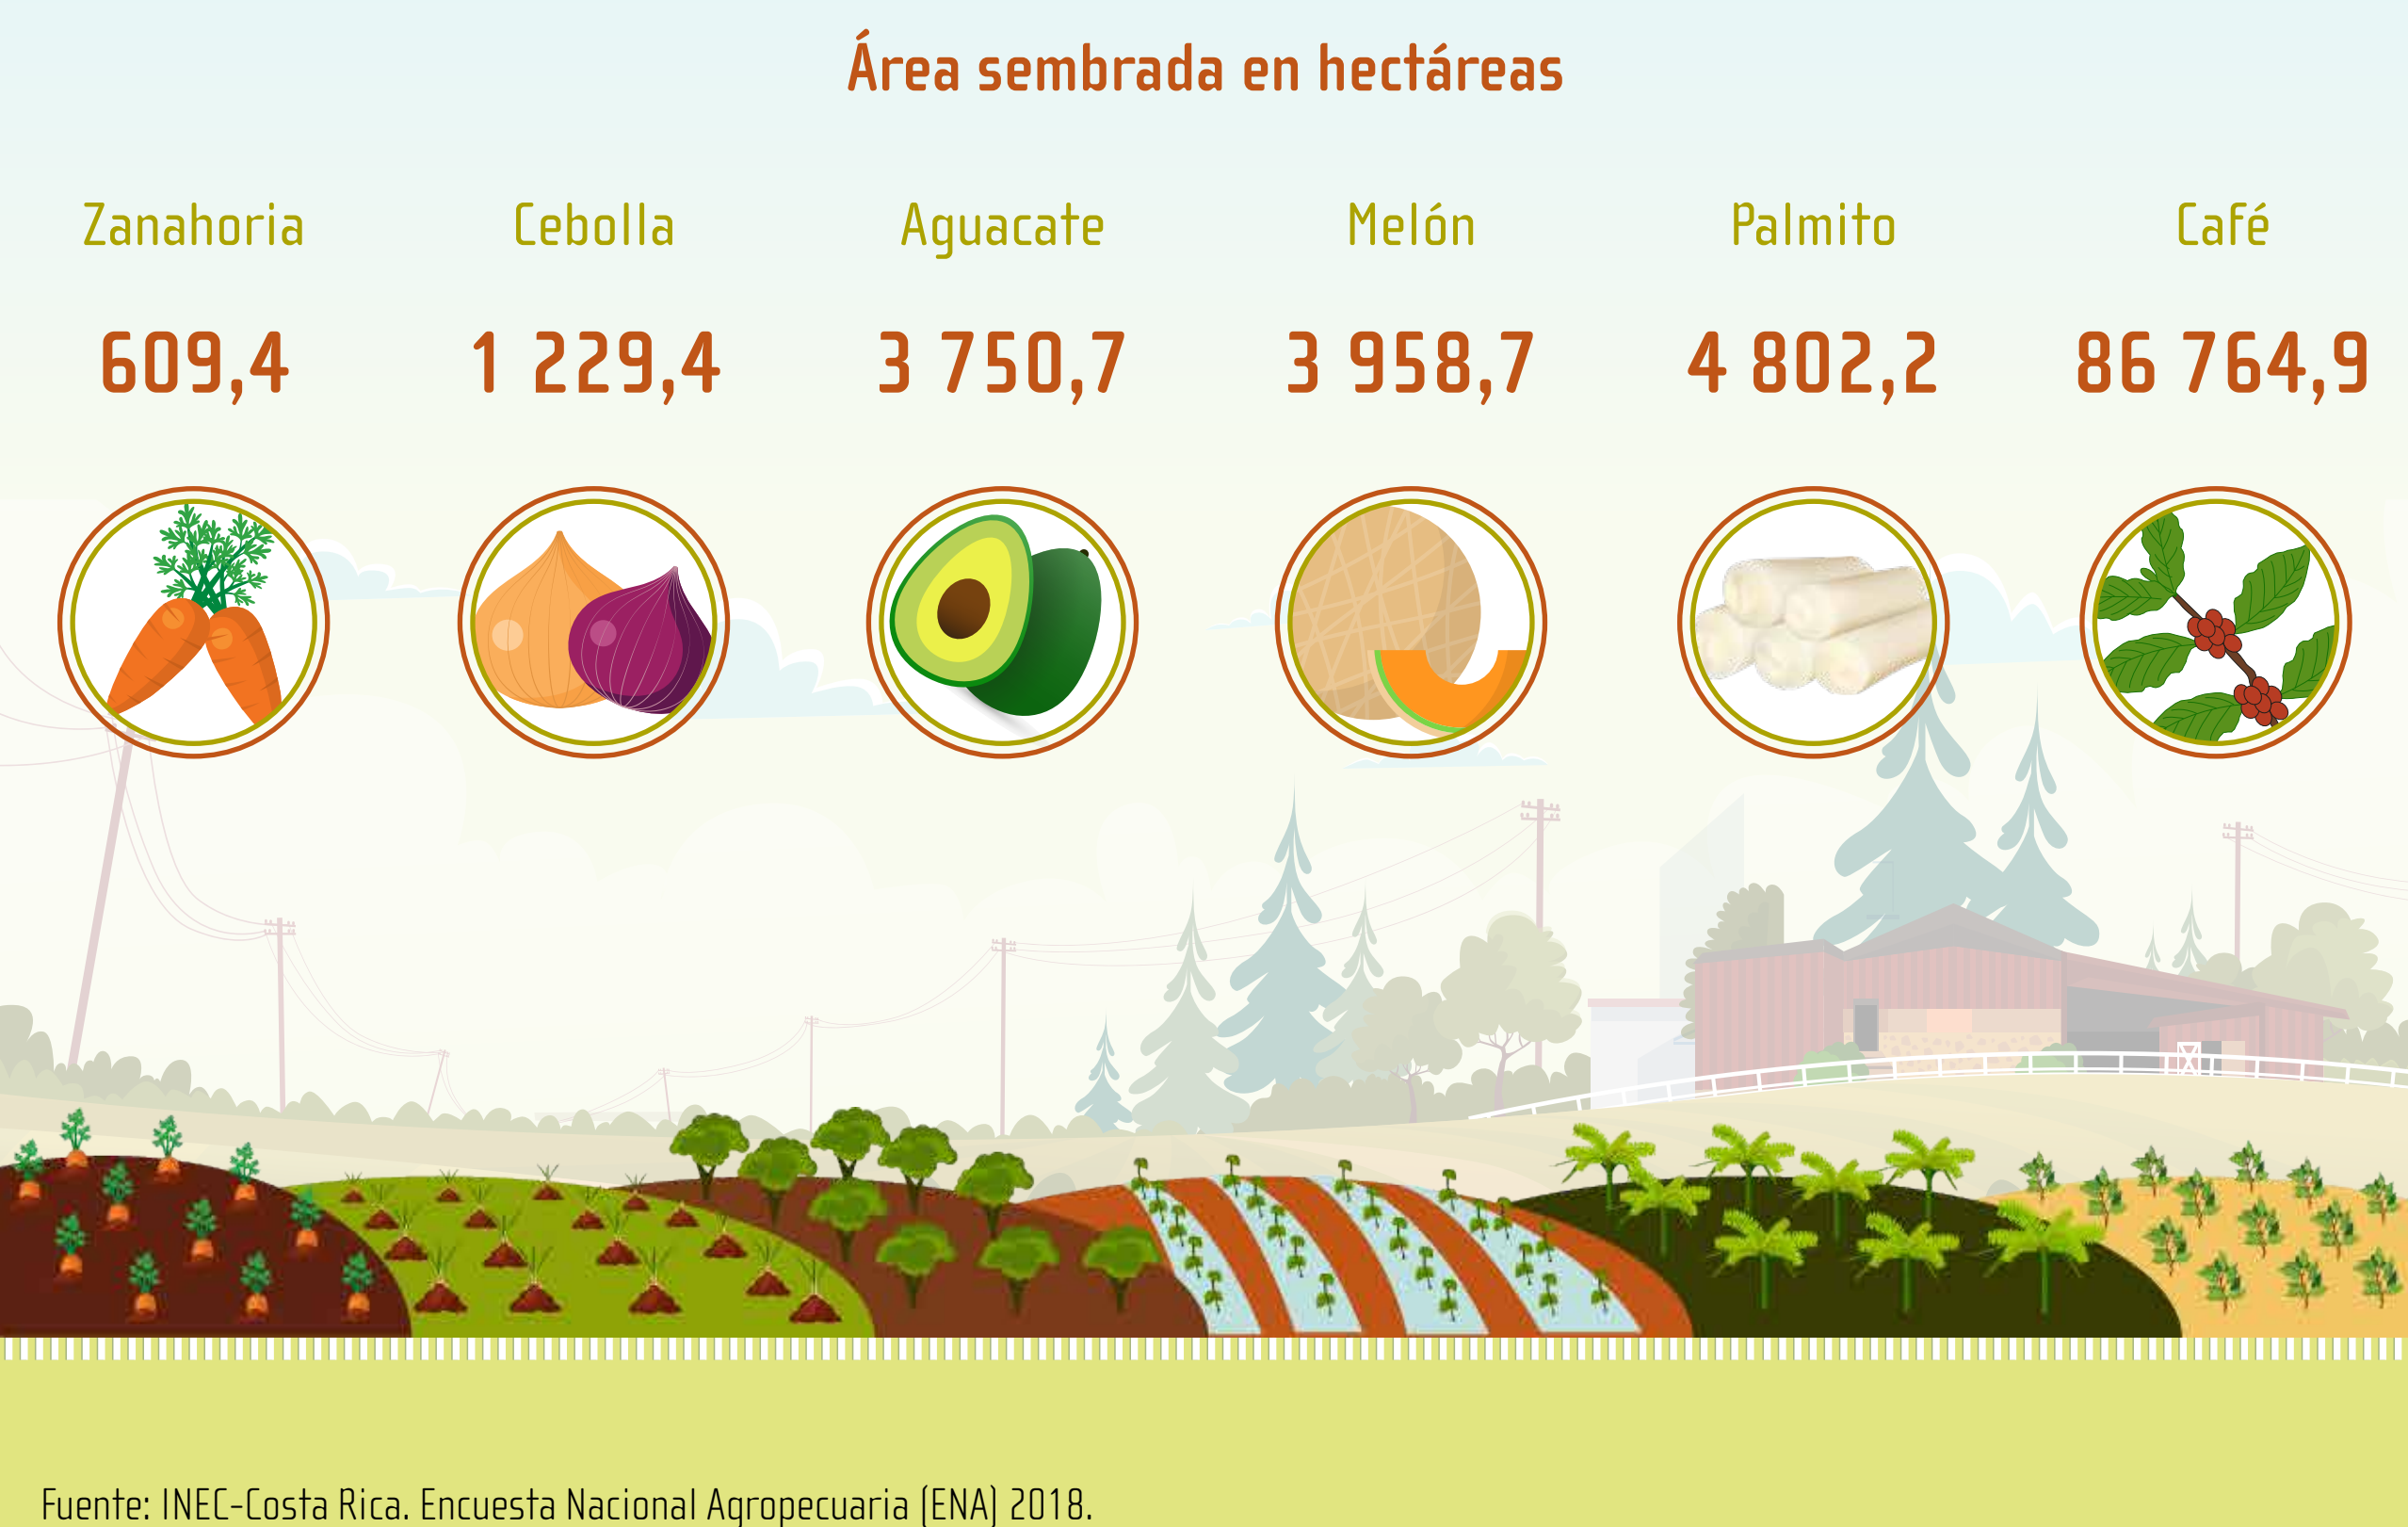 Área sembrada en hectáreas
Zanahoria Cebolla Aguacate Melón Palmito Café
609,4 1 229,4 3 750,7 3 958,7 4 802,2 86 764,9
Fuente: INEC-Costa Rica. Encuesta Nacional Agropecuaria (ENA) 2018.